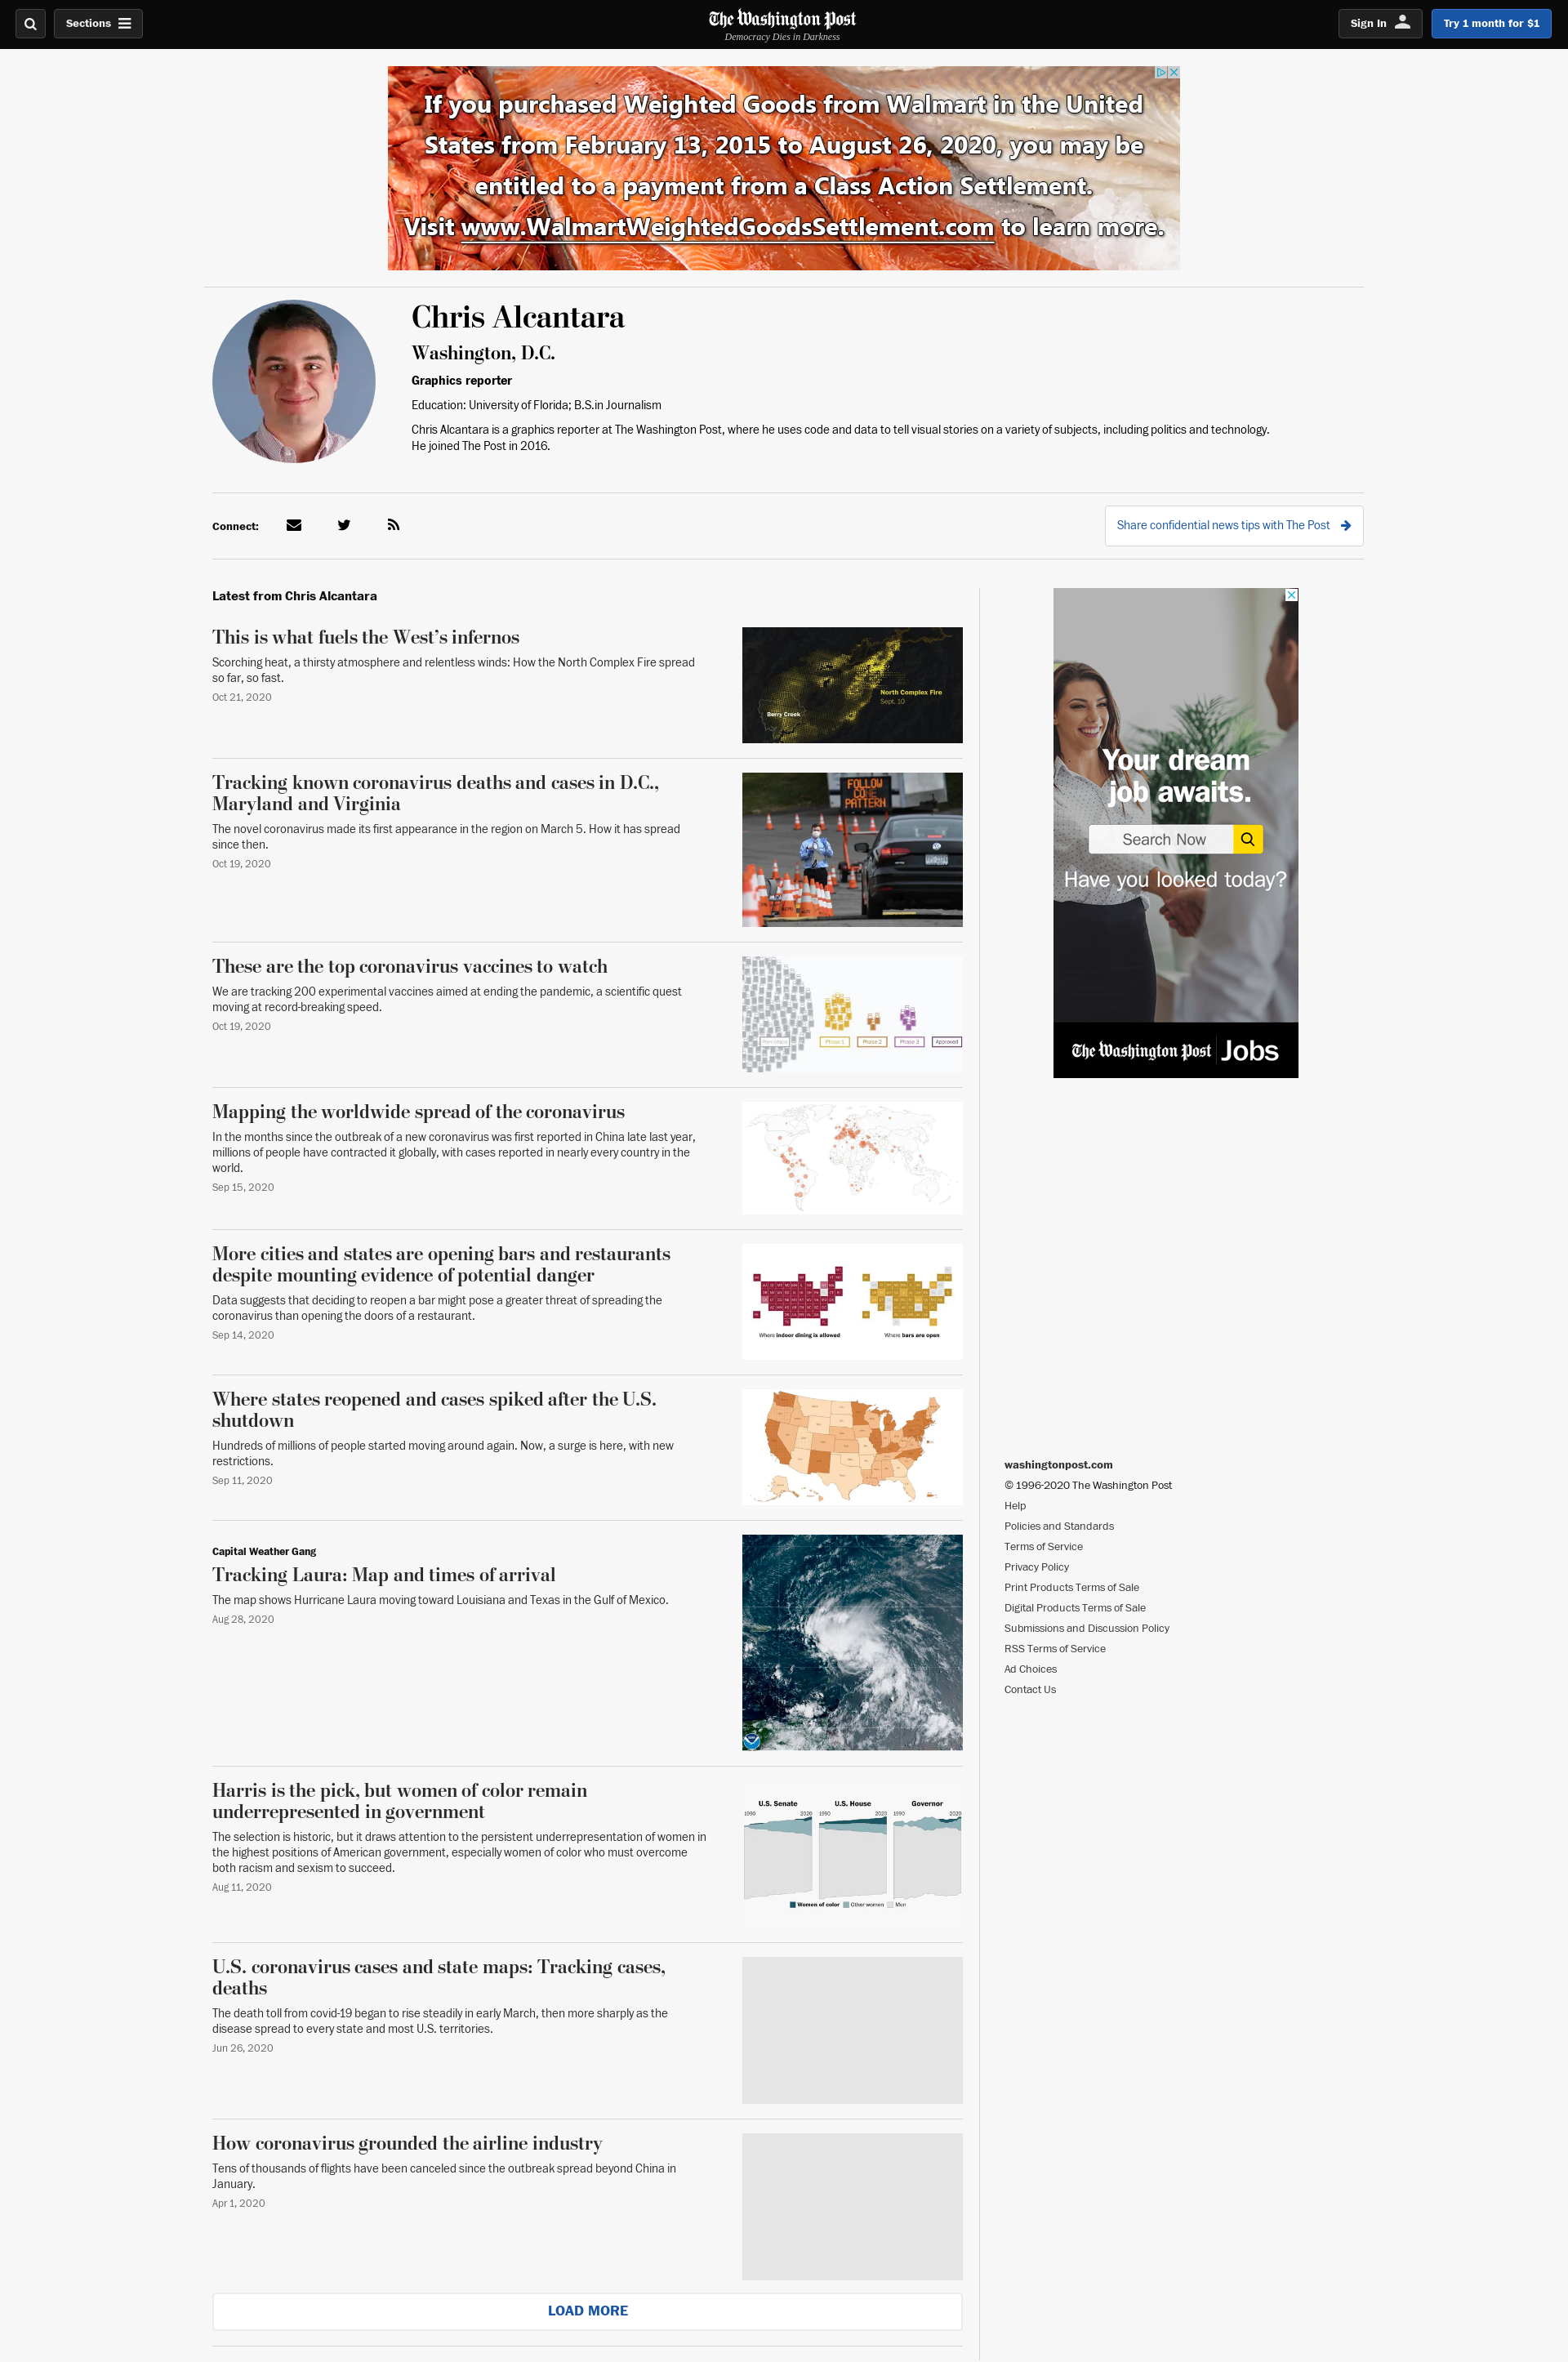 Sections
The Washington Post
Democracy Dies in Darkness
Sign In
Try 1 month for $1
If you purchased Weighted Goods from Walmart in the United
States from February 13, 2015 to August 26, 2020, you may be
entitled to a payment from a Class Action Settlement.
Visit www.WalmartWeightedGoodsSettlement.com to learn more.
Chris Alcantara
Washington, D.C.
Graphics reporter
Education: University of Florida; B.S.in Journalism
Chris Alcantara is a graphics reporter at The Washington Post, where he uses code and data to tell visual stories on a variety of subjects, including politics and technology.
He joined The Post in 2016.
Connect:
Share confidential news tips with The Post
Latest from Chris Alcantara
This is what fuels the West’s infernos
Scorching heat, a thirsty atmosphere and relentless winds: How the North Complex Fire spread
so far, so fast.
Oct 21, 2020
North Complex Fire
Sept. 10
Berry Creek
Tracking known coronavirus deaths and cases in D.C.,
Maryland and Virginia
The novel coronavirus made its first appearance in the region on March 5. How it has spread
since then.
Oct 19, 2020
FOLLOW
CONE
PATTERN
These are the top coronavirus vaccines to watch
We are tracking 200 experimental vaccines aimed at ending the pandemic, a scientific quest
moving at record-breaking speed.
Oct 19, 2020
Phase 1
Phase 2
Phase 3
Approved
Mapping the worldwide spread of the coronavirus
In the months since the outbreak of a new coronavirus was first reported in China late last year,
millions of people have contracted it globally, with cases reported in nearly every country in the
world.
Sep 15, 2020
More cities and states are opening bars and restaurants
despite mounting evidence of potential danger
Data suggests that deciding to reopen a bar might pose a greater threat of spreading the
coronavirus than opening the doors of a restaurant.
Sep 14, 2020
Where indoor dining is allowed
Where bars are open
Where states reopened and cases spiked after the U.S.
shutdown
Hundreds of millions of people started moving around again. Now, a surge is here, with new
restrictions.
Sep 11, 2020
Capital Weather Gang
Tracking Laura: Map and times of arrival
The map shows Hurricane Laura moving toward Louisiana and Texas in the Gulf of Mexico.
Aug 28, 2020
Harris is the pick, but women of color remain
underrepresented in government
The selection is historic, but it draws attention to the persistent underrepresentation of women in
the highest positions of American government, especially women of color who must overcome
both racism and sexism to succeed.
Aug 11, 2020
U.S. Senate
U.S. House
Governor
1990 2020
1990 2020
1990 2020
Women of color
Other women
Men
U.S. coronavirus cases and state maps: Tracking cases,
deaths
The death toll from covid-19 began to rise steadily in early March, then more sharply as the
disease spread to every state and most U.S. territories.
Jun 26, 2020
How coronavirus grounded the airline industry
Tens of thousands of flights have been canceled since the outbreak spread beyond China in
January.
Apr 1, 2020
LOAD MORE
Your dream
job awaits.
Search Now
Have you looked today?
The Washington Post Jobs
washingtonpost.com
© 1996-2020 The Washington Post
Help
Policies and Standards
Terms of Service
Privacy Policy
Print Products Terms of Sale
Digital Products Terms of Sale
Submissions and Discussion Policy
RSS Terms of Service
Ad Choices
Contact Us